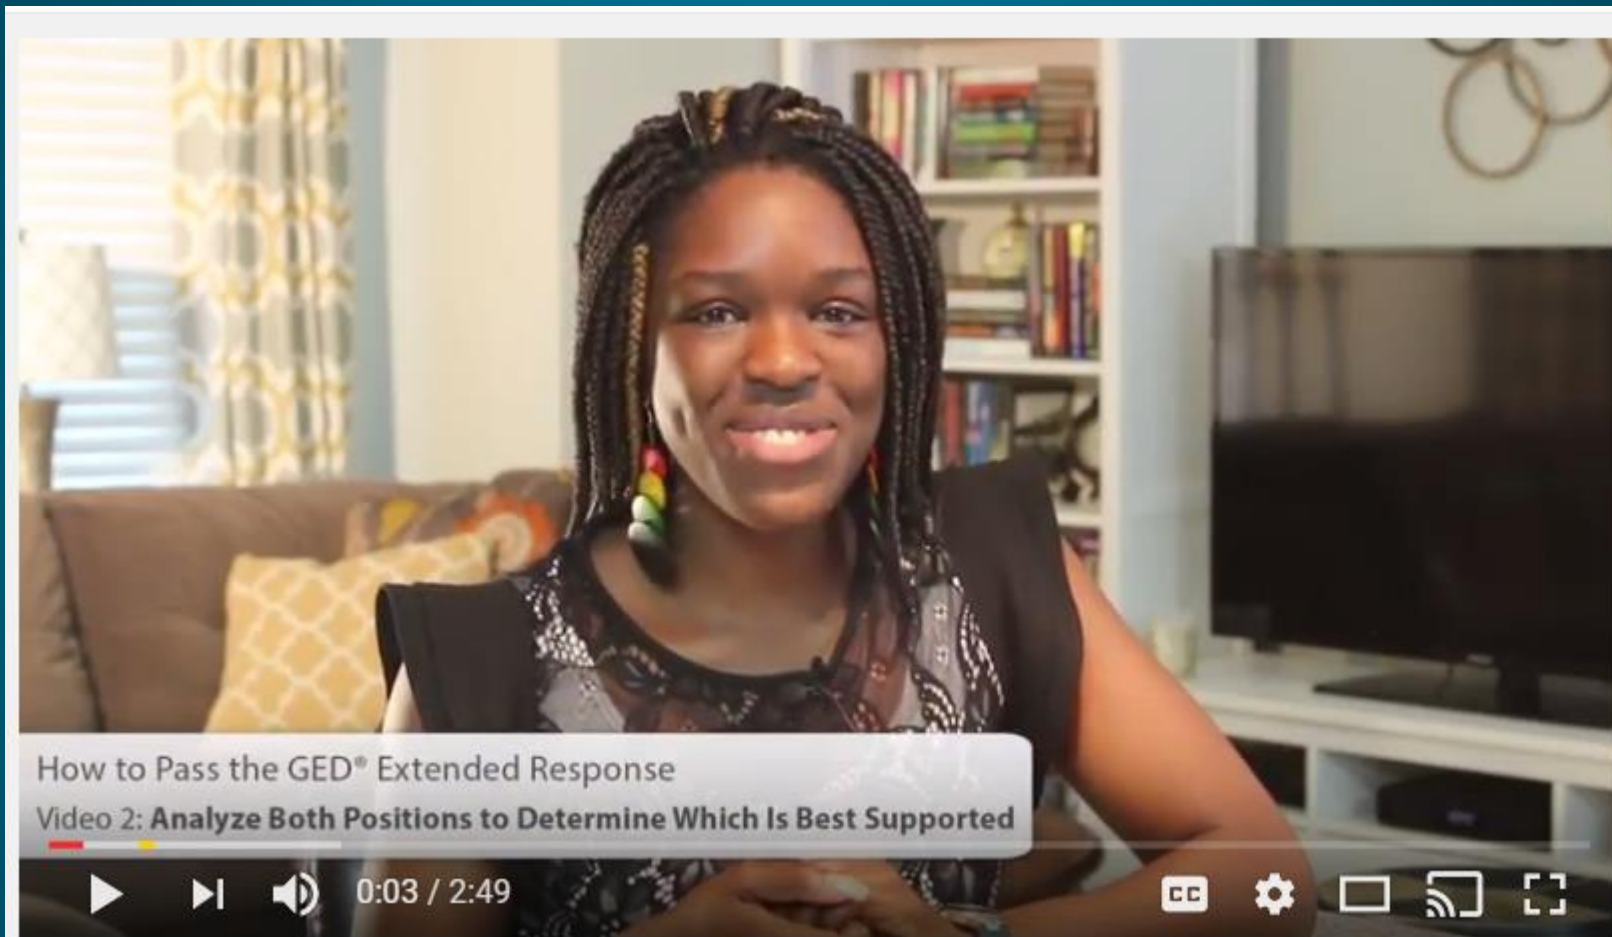 How to Pass the GED® Extended Response
Video 2: Analyze Both Positions to Determine Which Is Best Supported
0:03 / 2:49
CC